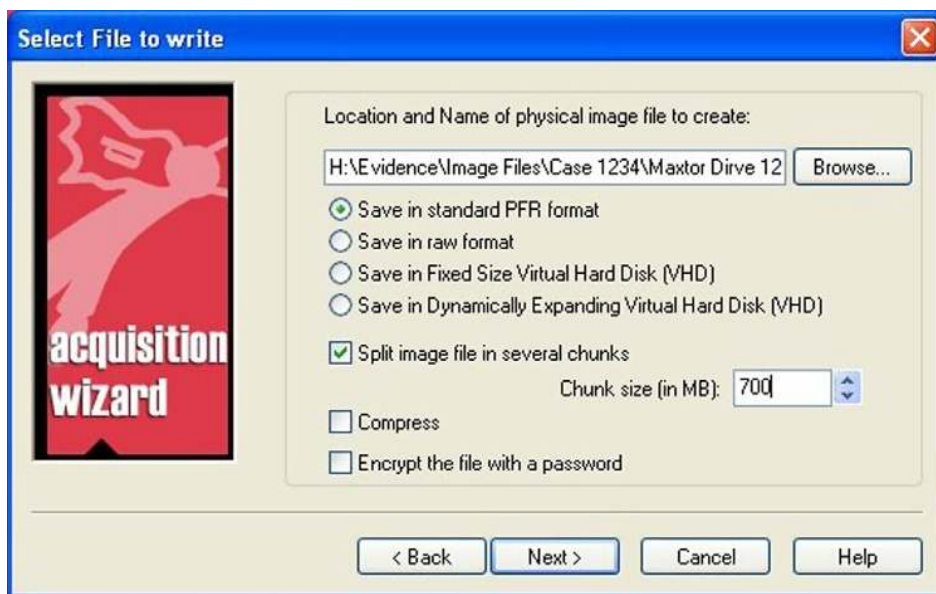 Select File to write
acquisition
wizard
Location and Name of physical image file to create:
H:\Evidence\Image Files\Case 1234\Maxtor Dirve 12
Browse...
Save in standard PFR format
Save in raw format
Save in Fixed Size Virtual Hard Disk (VHD)
Save in Dynamically Expanding Virtual Hard Disk (VHD)
Split image file in several chunks
Chunk size (in MB): 700
Compress
Encrypt the file with a password
< Back Next > Cancel Help